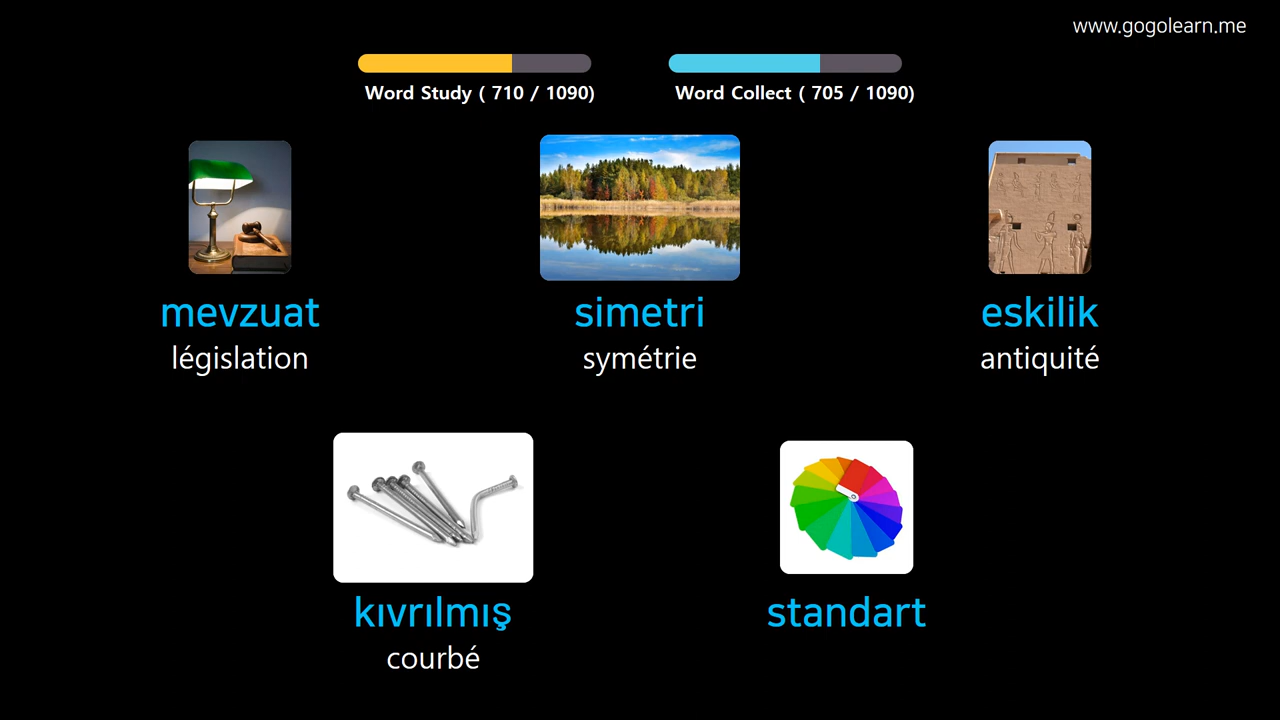 www.gogolearn.me
Word Study ( 710 / 1090)
Word Collect ( 705 / 1090)
mevzuat
législation
simetri
symétrie
eskilik
antiquité
kıvrılmış
courbé
standart